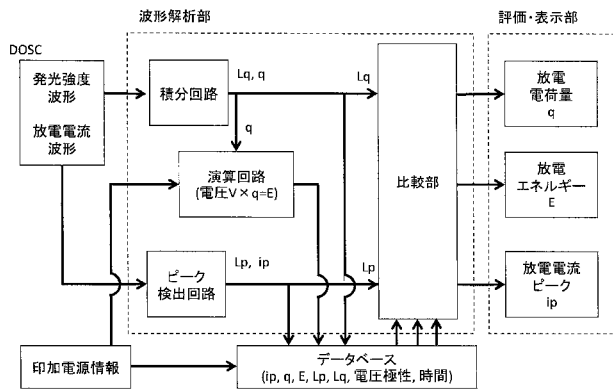 波形解析部
評価・表示部
DOSC
発光強度
波形
放電電流
波形
積分回路
Lq, q
Lq
q
演算回路
(電圧V×q=E)
比較部
放電
電荷量
q
放電
エネルギー
E
ピーク
検出回路
Lp, ip
Lp
放電電流
ピーク
ip
印加電源情報
データベース
(ip, q, E, Lp, Lq, 電圧極性, 時間)